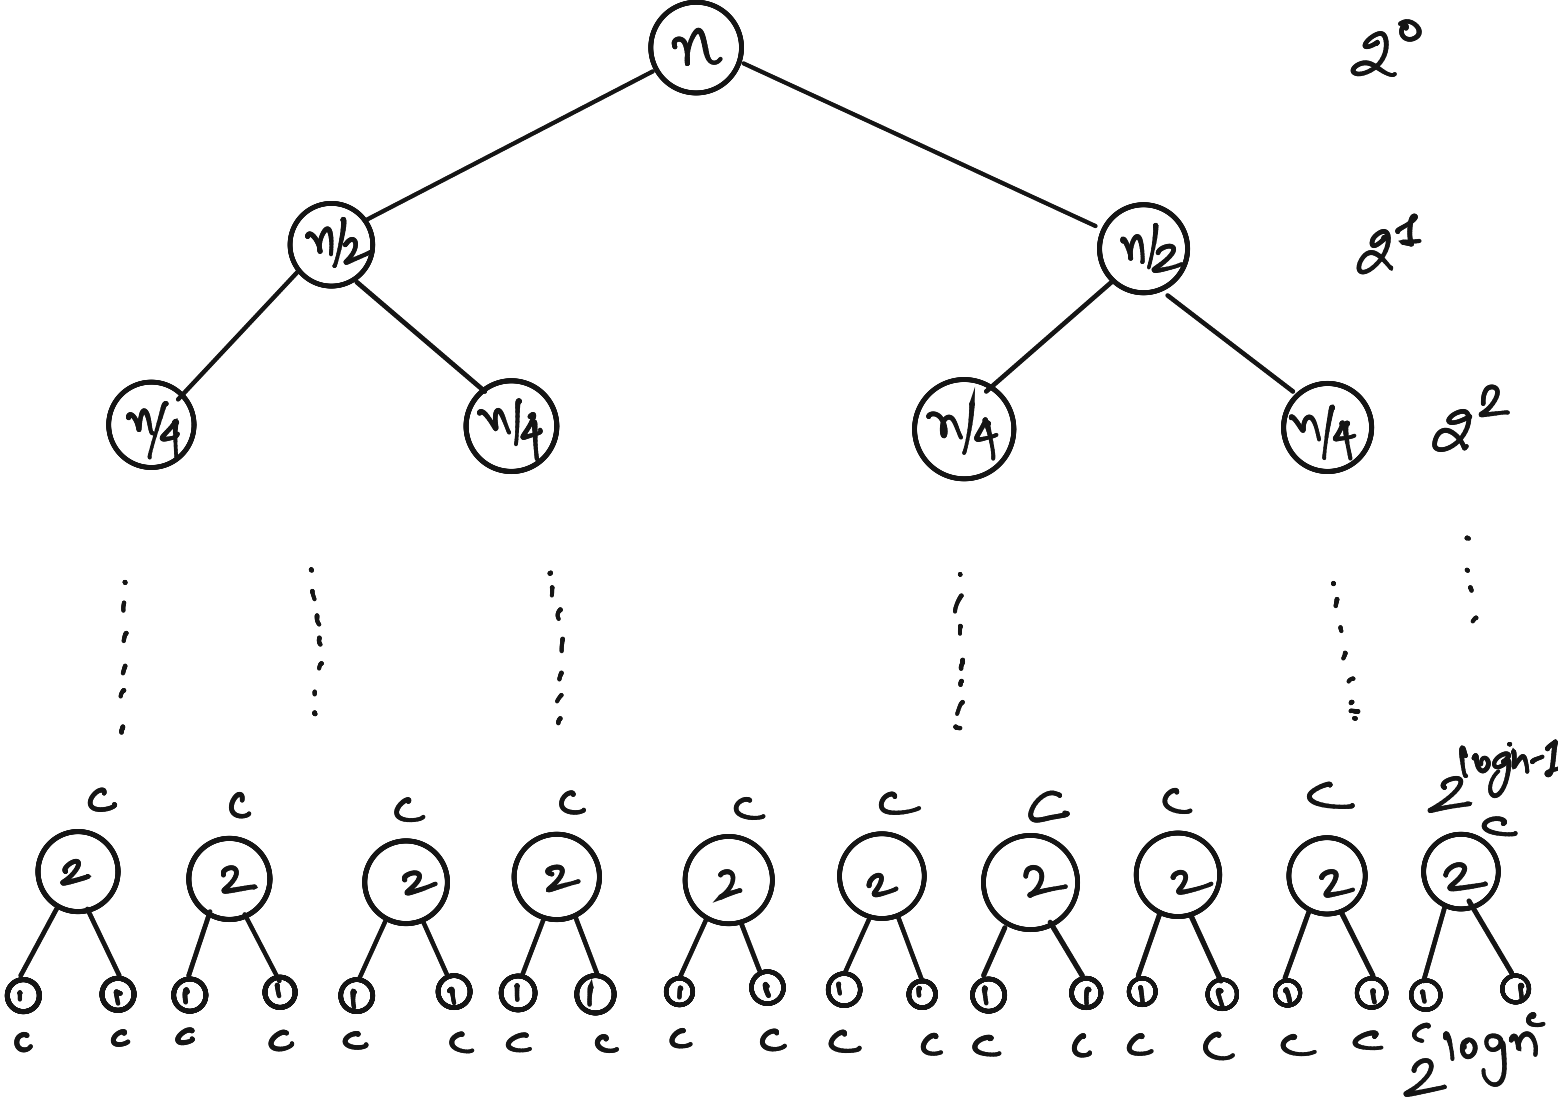 n 2^0
n/2 n/2 2^1
n/4 n/4 n/4 n/4 2^2
2^logn-1
c c c c c c c c c c
2 2 2 2 2 2 2 2 2 2
1 1 1 1 1 1 1 1 1 1 1 1 1 1 1 1 1 1 1 1
c c c c c c c c c c c c c c c c c c c c
2^logn